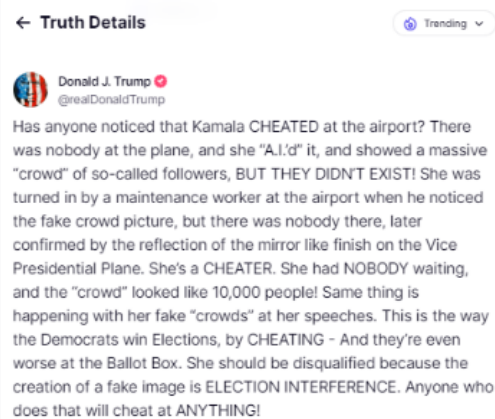 ← Truth Details
Trending
Donald J. Trump
@realDonaldTrump
Has anyone noticed that Kamala CHEATED at the airport? There
was nobody at the plane, and she “A.I.’d” it, and showed a massive
“crowd” of so-called followers, BUT THEY DIDN’T EXIST! She was
turned in by a maintenance worker at the airport when he noticed
the fake crowd picture, but there was nobody there, later
confirmed by the reflection of the mirror like finish on the Vice
Presidential Plane. She’s a CHEATER. She had NOBODY waiting,
and the “crowd” looked like 10,000 people! Same thing is
happening with her fake “crowds” at her speeches. This is the way
the Democrats win Elections, by CHEATING - And they’re even
worse at the Ballot Box. She should be disqualified because the
creation of a fake image is ELECTION INTERFERENCE. Anyone who
does that will cheat at ANYTHING!